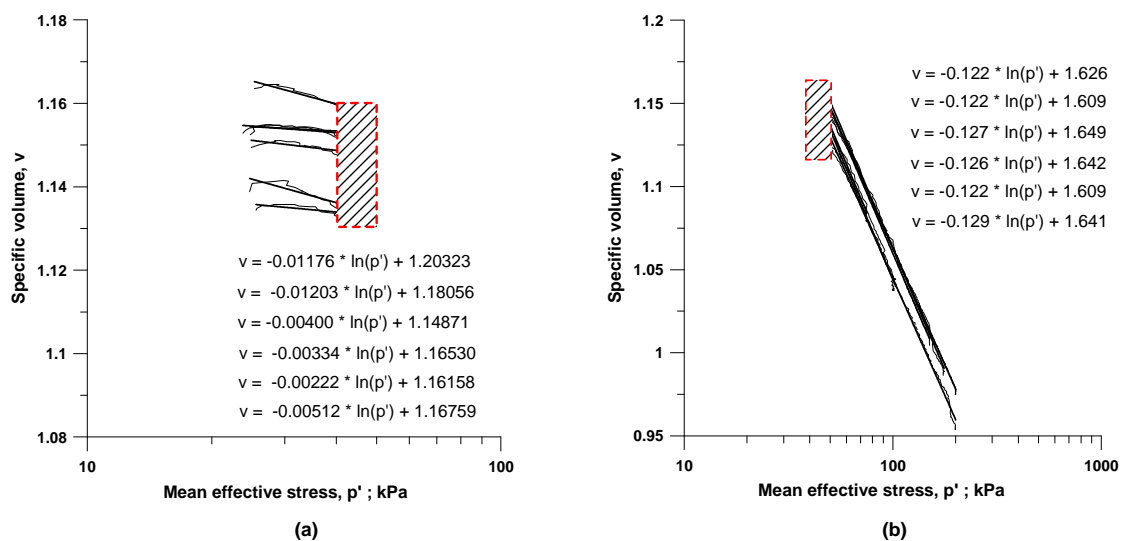 1.18
1.16
1.14
1.12
1.1
1.08
Specific volume, v
v = -0.01176 * ln(p') + 1.20323
v = -0.01203 * ln(p') + 1.18056
v = -0.00400 * ln(p') + 1.14871
v = -0.00334 * ln(p') + 1.16530
v = -0.00222 * ln(p') + 1.16158
v = -0.00512 * ln(p') + 1.16759
10 100
Mean effective stress, p' ; kPa
(a)
1.2
1.15
1.1
1.05
1
0.95
Specific volume, v
v = -0.122 * ln(p') + 1.626
v = -0.122 * ln(p') + 1.609
v = -0.127 * ln(p') + 1.649
v = -0.126 * ln(p') + 1.642
v = -0.122 * ln(p') + 1.609
v = -0.129 * ln(p') + 1.641
10 100 1000
Mean effective stress, p' ; kPa
(b)